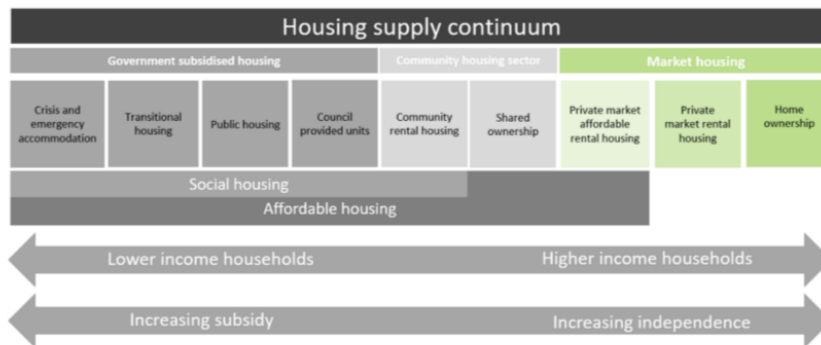 Housing supply continuum
Government subsidised housing
Community housing sector
Market housing
Crisis and
emergency
accommodation
Transitional
housing
Public housing
Council
provided units
Community
rental housing
Shared
ownership
Private market
affordable
rental housing
Private
market rental
housing
Home
ownership
Social housing
Affordable housing
Lower income households
Higher income households
Increasing subsidy
Increasing independence